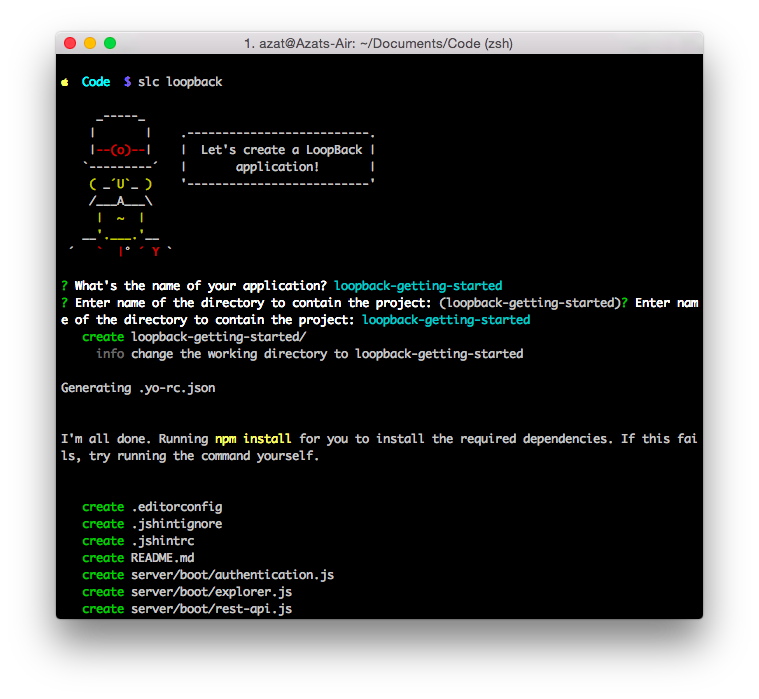 1. azat@Azats-Air: ~/Documents/Code (zsh)
Code $ slc loopback
     _-----_
    |       |    .--------------------------.
    |--(o)--|    |  Let's create a LoopBack |
   `---------´   |       application!       |
    ( _´U`_ )    '--------------------------'
    /___A___\
     |  ~  |
   __'.___.'__
 ´   `  |° ´ Y `
? What's the name of your application? loopback-getting-started
? Enter name of the directory to contain the project: (loopback-getting-started)? Enter nam
e of the directory to contain the project: loopback-getting-started
   create loopback-getting-started/
     info change the working directory to loopback-getting-started
Generating .yo-rc.json
I'm all done. Running npm install for you to install the required dependencies. If this fai
ls, try running the command yourself.
   create .editorconfig
   create .jshintignore
   create .jshintrc
   create README.md
   create server/boot/authentication.js
   create server/boot/explorer.js
   create server/boot/rest-api.js